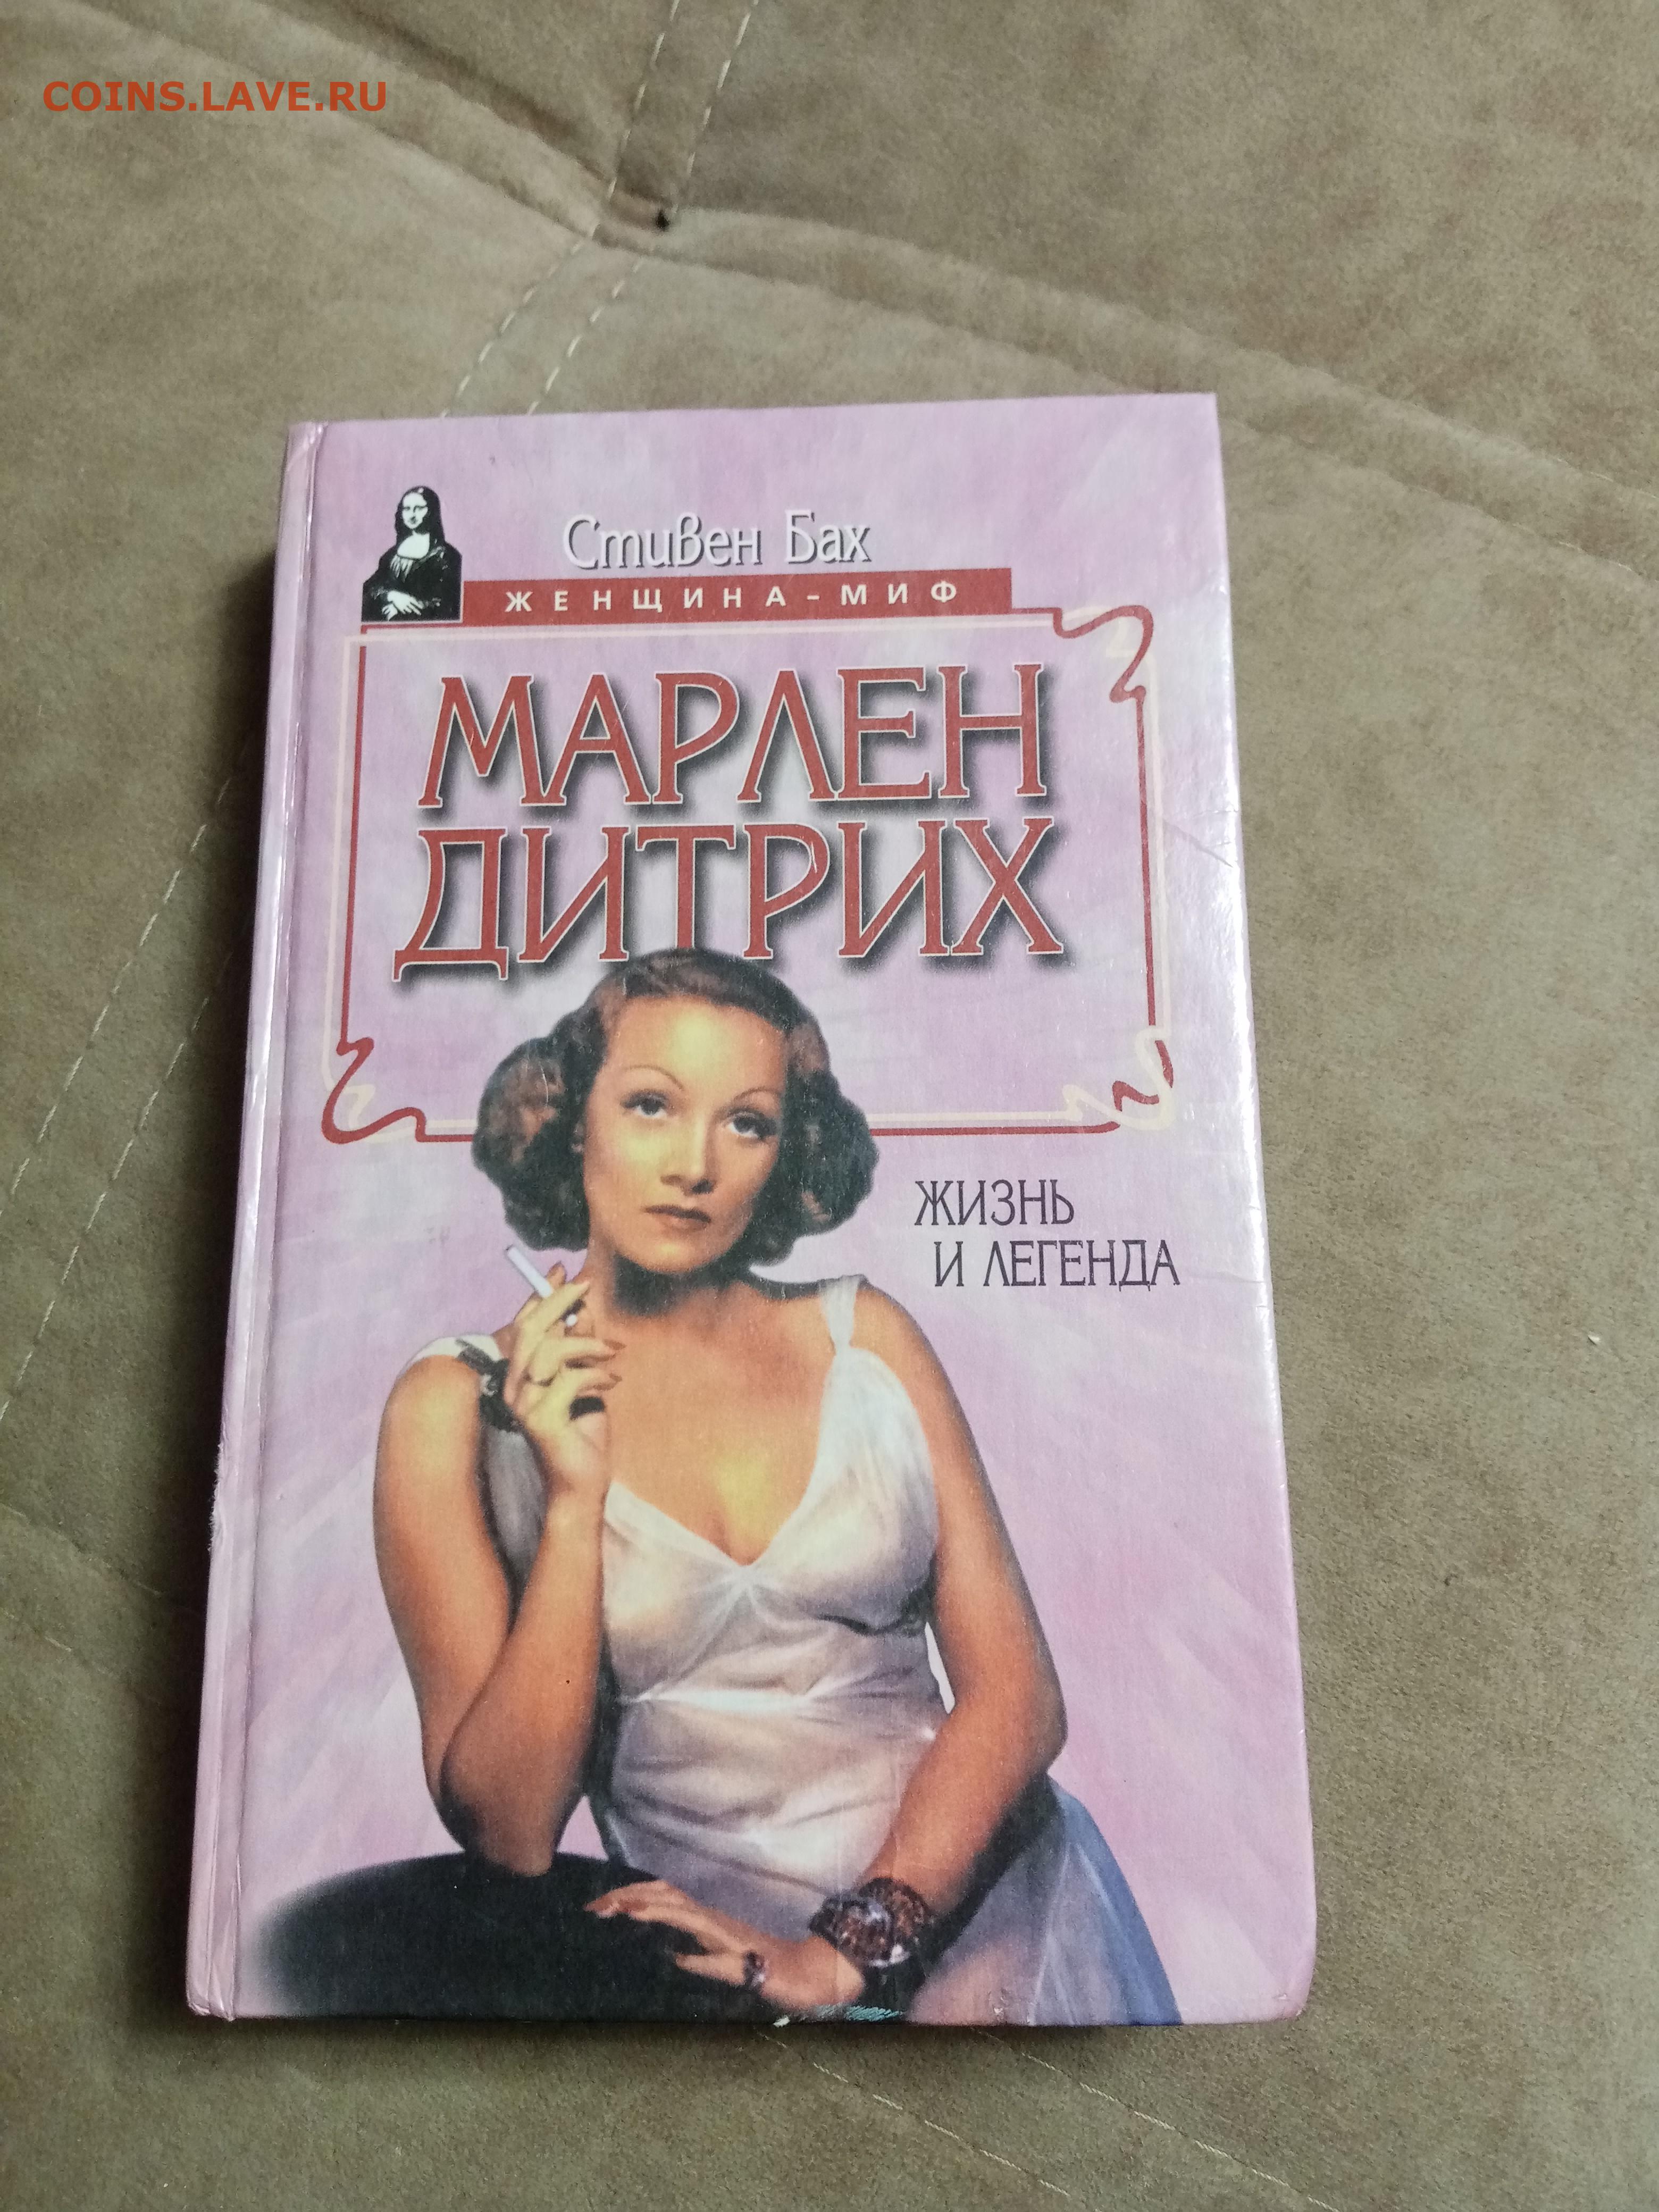 COINS.LAVE.RU
Стивен Бах
ЖЕНЩИНА-МИФ
МАРЛЕН
ДИТРИХ
ЖИЗНЬ
И ЛЕГЕНДА